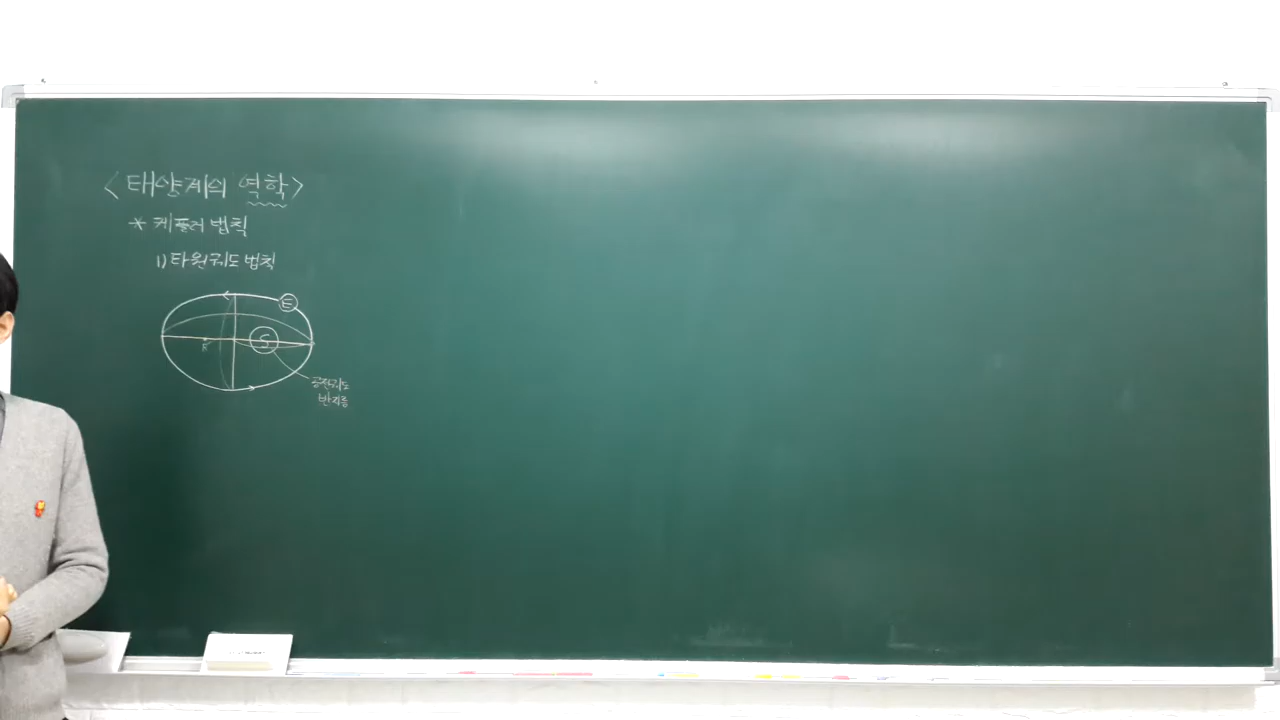 <태양계의 역학>
* 케플러 법칙
1) 타원궤도 법칙
E
S
공전궤도
반지름